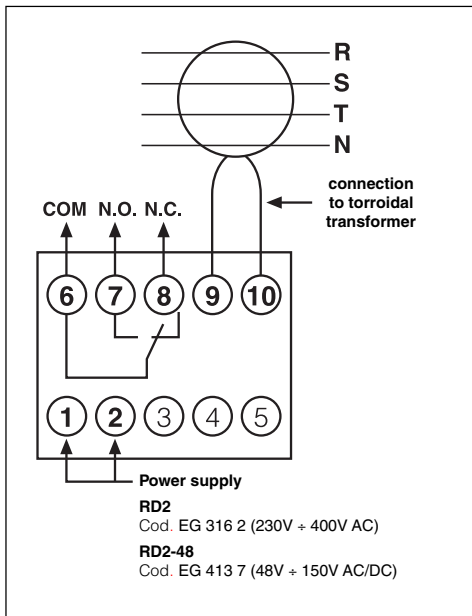 R
S
T
N
connection
to torroidal
transformer
COM N.O. N.C.
6 7 8 9 10
1 2 3 4 5
Power supply
RD2
Cod. EG 316 2 (230V ÷ 400V AC)
RD2-48
Cod. EG 413 7 (48V ÷ 150V AC/DC)